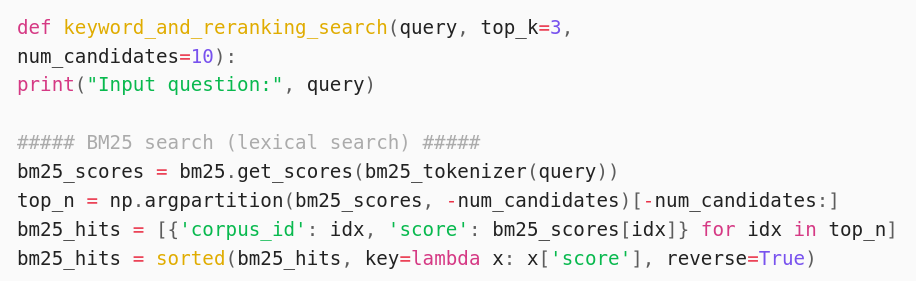 def keyword_and_reranking_search(query, top_k=3,
num_candidates=10):
print("Input question:", query)
##### BM25 search (lexical search) #####
bm25_scores = bm25.get_scores(bm25_tokenizer(query))
top_n = np.argpartition(bm25_scores, -num_candidates)[-num_candidates:]
bm25_hits = [{'corpus_id': idx, 'score': bm25_scores[idx]} for idx in top_n]
bm25_hits = sorted(bm25_hits, key=lambda x: x['score'], reverse=True)